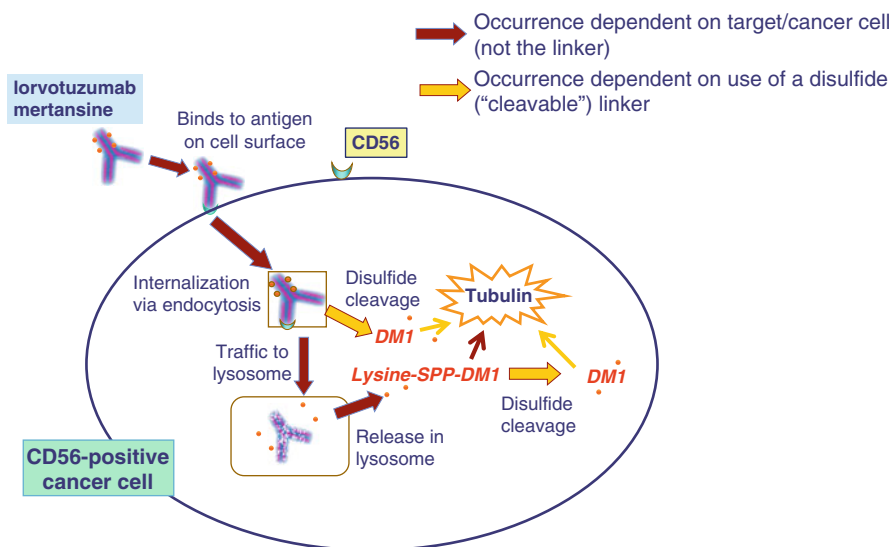 Occurrence dependent on target/cancer cell
(not the linker)
Occurrence dependent on use of a disulfide
(“cleavable”) linker
lorvotuzumab
mertansine
Binds to antigen
on cell surface
CD56
Internalization
via endocytosis
Disulfide
cleavage
Tubulin
DM1
Traffic to
lysosome
Lysine-SPP-DM1
DM1
Disulfide
cleavage
Release in
lysosome
CD56-positive
cancer cell